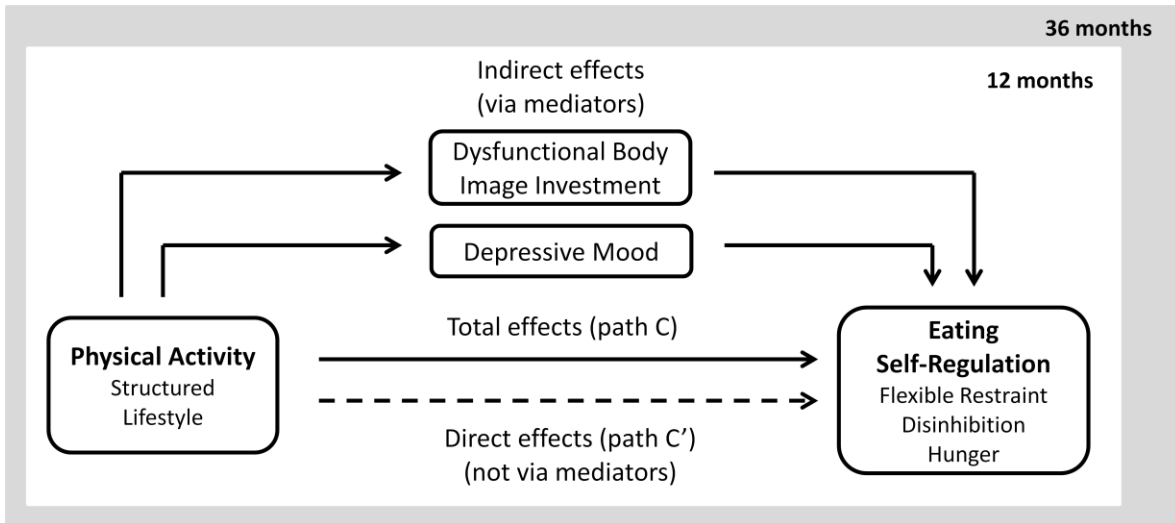 36 months
12 months
Indirect effects
(via mediators)
Dysfunctional Body
Image Investment
Depressive Mood
Total effects (path C)
Physical Activity
Structured
Lifestyle
Direct effects (path C’)
(not via mediators)
Eating
Self-Regulation
Flexible Restraint
Disinhibition
Hunger